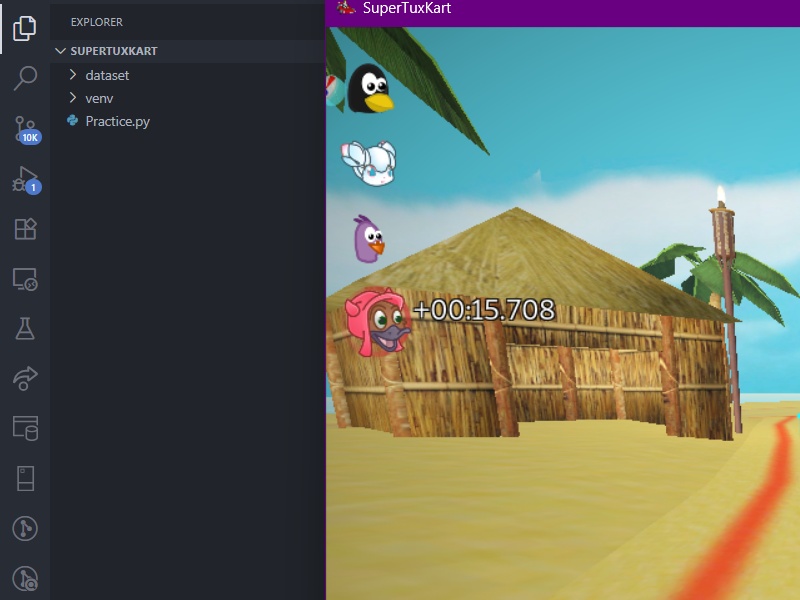 EXPLORER
SUPERTUXKART
dataset
venv
Practice.py
10K
1
SuperTuxKart
+00:15.708